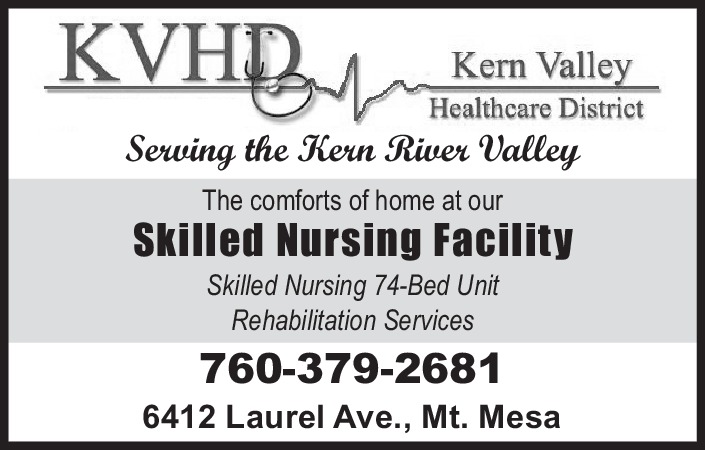 KVHD
Kern Valley
Healthcare District
Serving the Kern River Valley
The comforts of home at our
Skilled Nursing Facility
Skilled Nursing 74-Bed Unit
Rehabilitation Services
760-379-2681
6412 Laurel Ave., Mt. Mesa